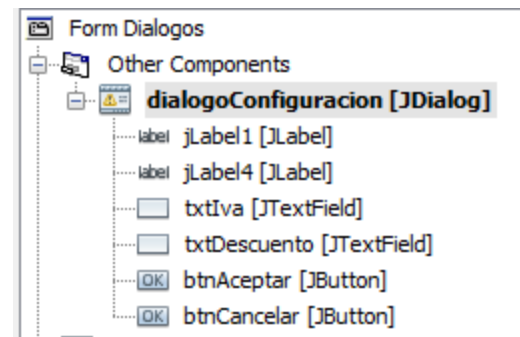 Form Dialogos
Other Components
dialogoConfiguracion [JDialog]
label jLabel1 [JLabel]
label jLabel4 [JLabel]
txtIva [JTextField]
txtDescuento [JTextField]
OK btnAceptar [JButton]
OK btnCancelar [JButton]